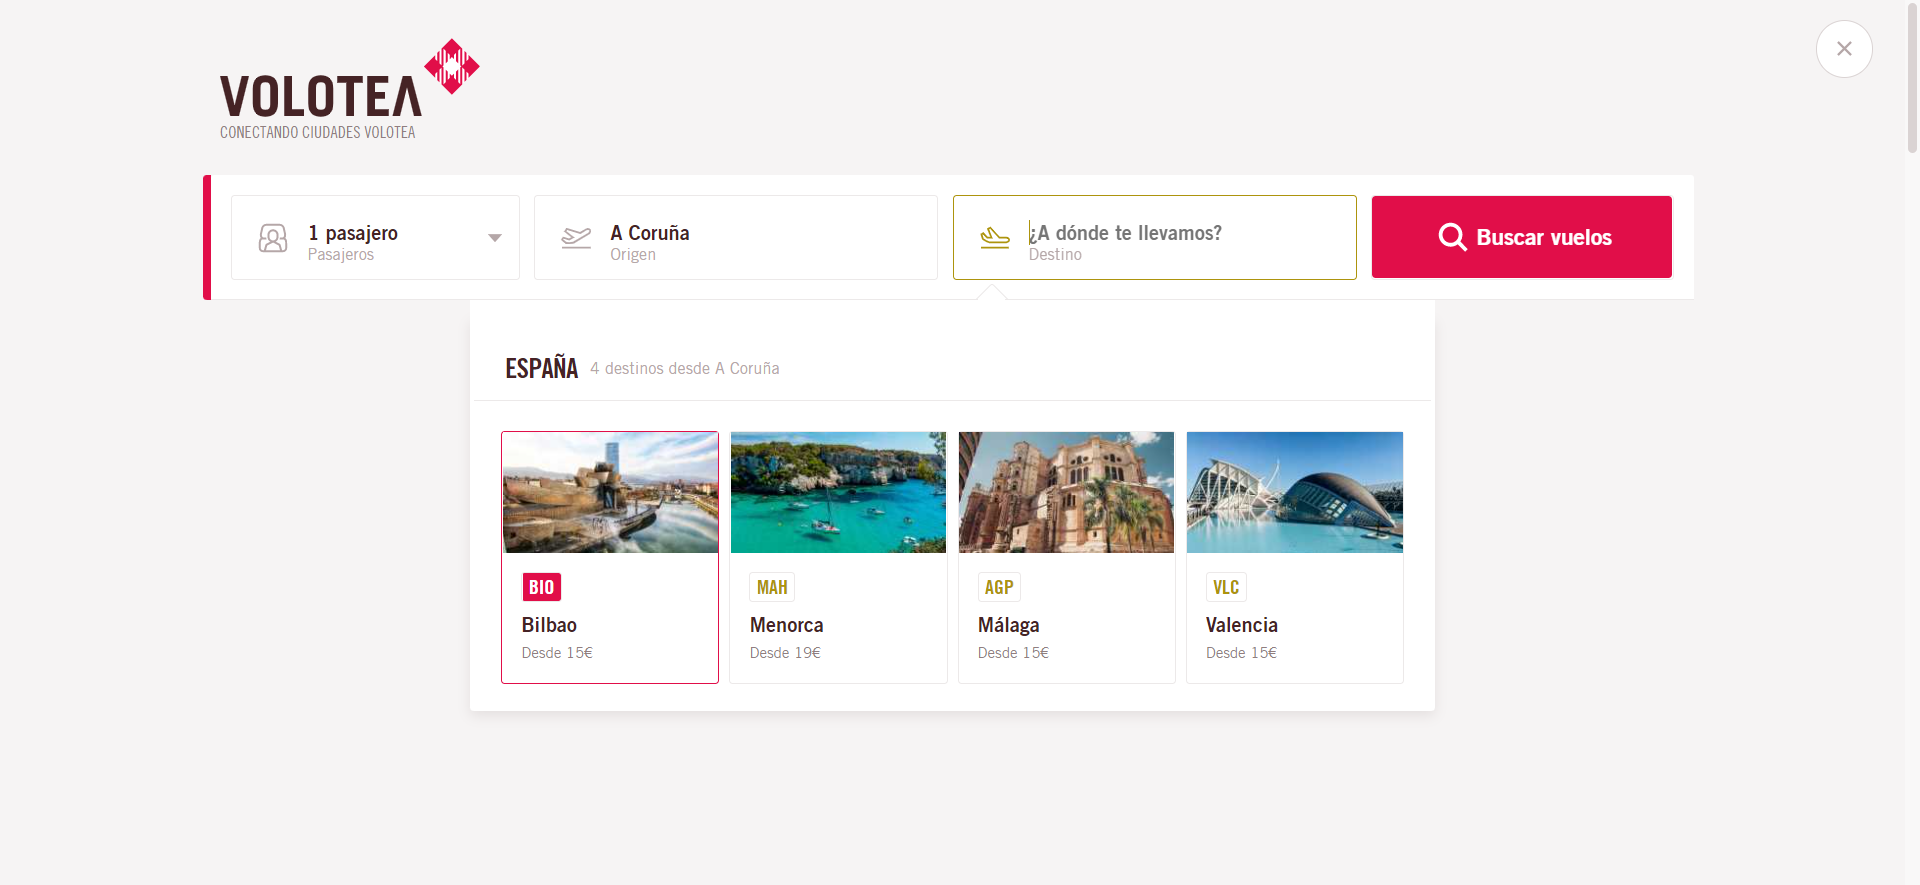 VOLOTEA
CONECTANDO CIUDADES VOLOTEA
1 pasajero
Pasajeros
A Coruña
Origen
¿A dónde te llevamos?
Destino
Buscar vuelos
ESPAÑA 4 destinos desde A Coruña
BIO
Bilbao
Desde 15€
MAH
Menorca
Desde 19€
AGP
Málaga
Desde 15€
VLC
Valencia
Desde 15€